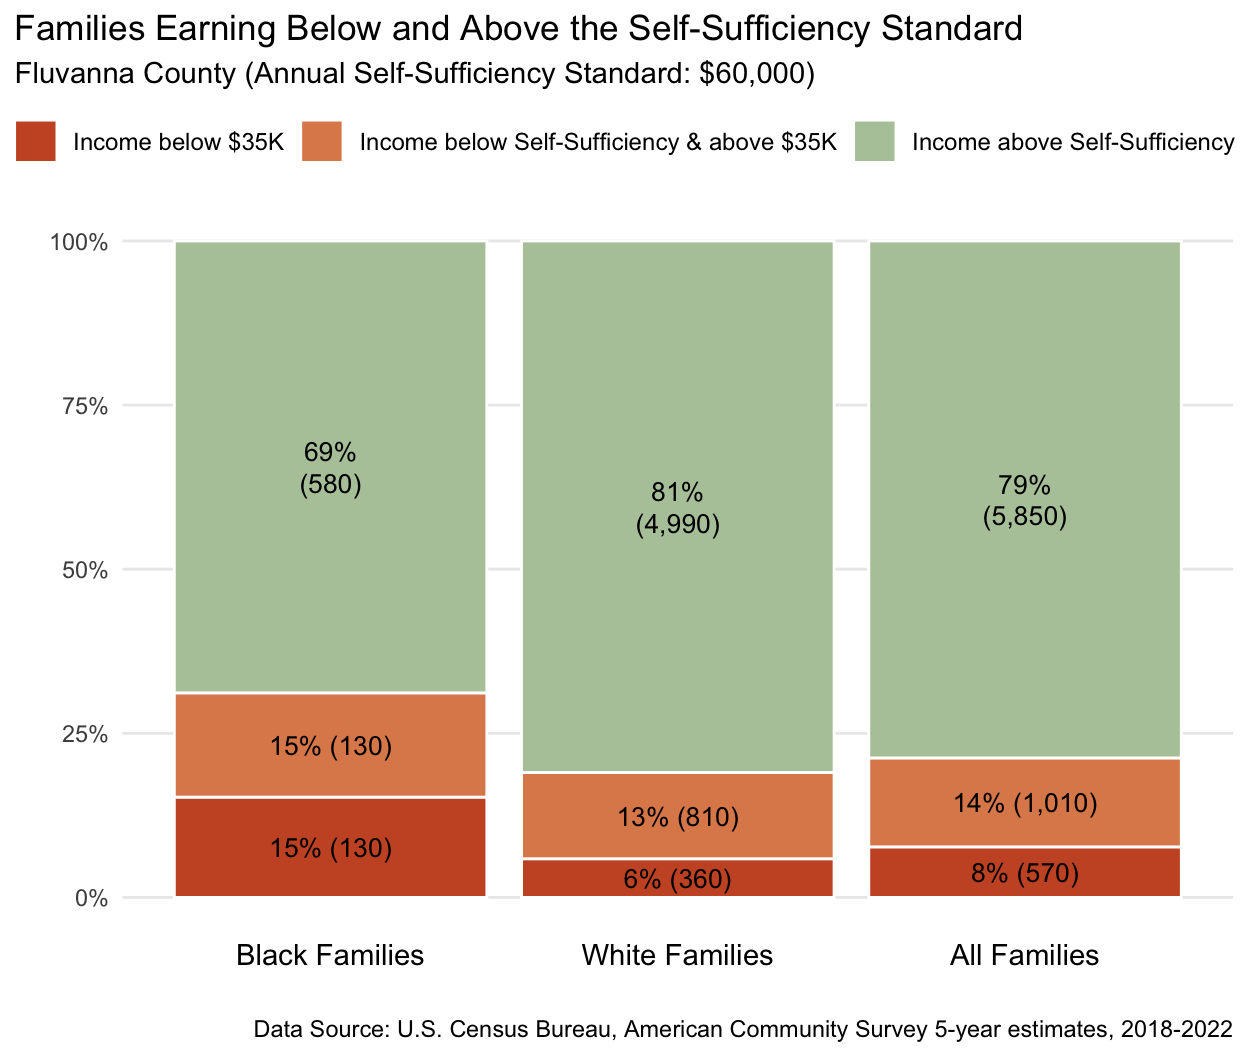 Families Earning Below and Above the Self-Sufficiency Standard
Fluvanna County (Annual Self-Sufficiency Standard: $60,000)
Income below $35K
Income below Self-Sufficiency & above $35K
Income above Self-Sufficiency
100%
75%
50%
25%
0%
69%
(580)
15% (130)
15% (130)
81%
(4,990)
13% (810)
6% (360)
79%
(5,850)
14% (1,010)
8% (570)
Black Families
White Families
All Families
Data Source: U.S. Census Bureau, American Community Survey 5-year estimates, 2018-2022